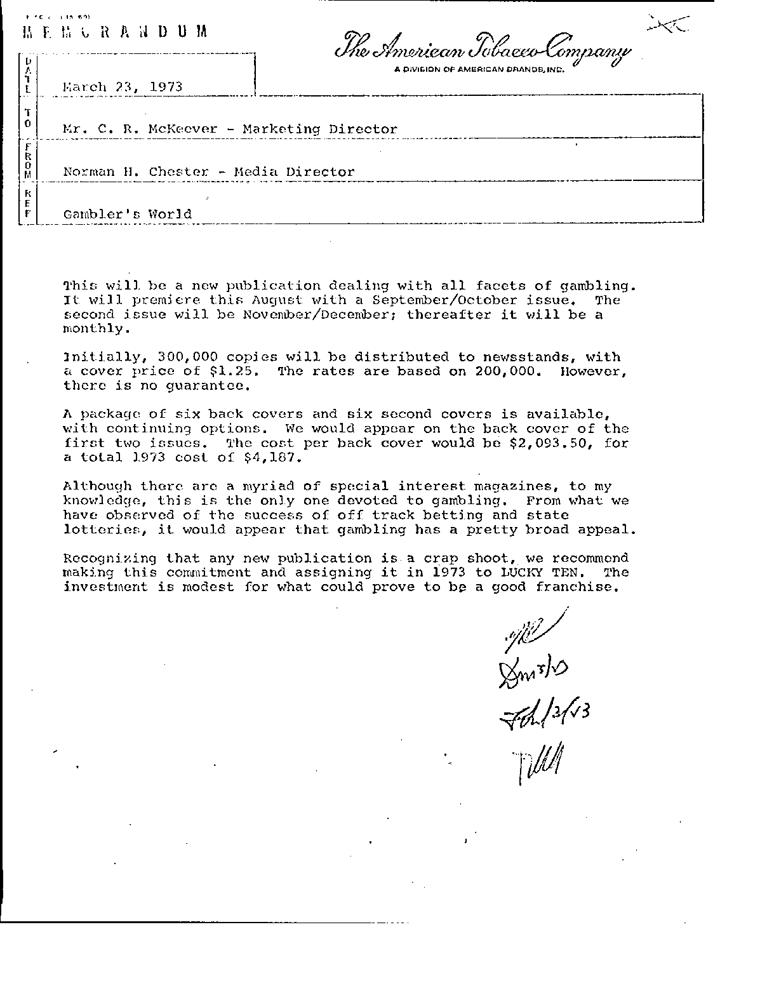 MEMORANDUM
The American Tobacco Company
A DIVISION OF AMERICAN BRANDS, INC.
DATE
March 23, 1973
TO
Mr. C. R. McKeever - Marketing Director
FROM
Norman H. Chester - Media Director
REF
Gambler's World
This will be a new publication dealing with all facets of gambling.
It will premiere this August with a September/October issue. The
second issue will be November/December; thereafter it will be a
monthly.
Initially, 300,000 copies will be distributed to newsstands, with
a cover price of $1.25. The rates are based on 200,000. However,
there is no guarantee.
A package of six back covers and six second covers is available,
with continuing options. We would appear on the back cover of the
first two issues. The cost per back cover would be $2,093.50, for
a total 1973 cost of $4,187.
Although there are a myriad of special interest magazines, to my
knowledge, this is the only one devoted to gambling. From what we
have observed of the success of off track betting and state
lotteries, it would appear that gambling has a pretty broad appeal.
Recognizing that any new publication is a crap shoot, we recommend
making this commitment and assigning it in 1973 to LUCKY TEN. The
investment is modest for what could prove to be a good franchise.